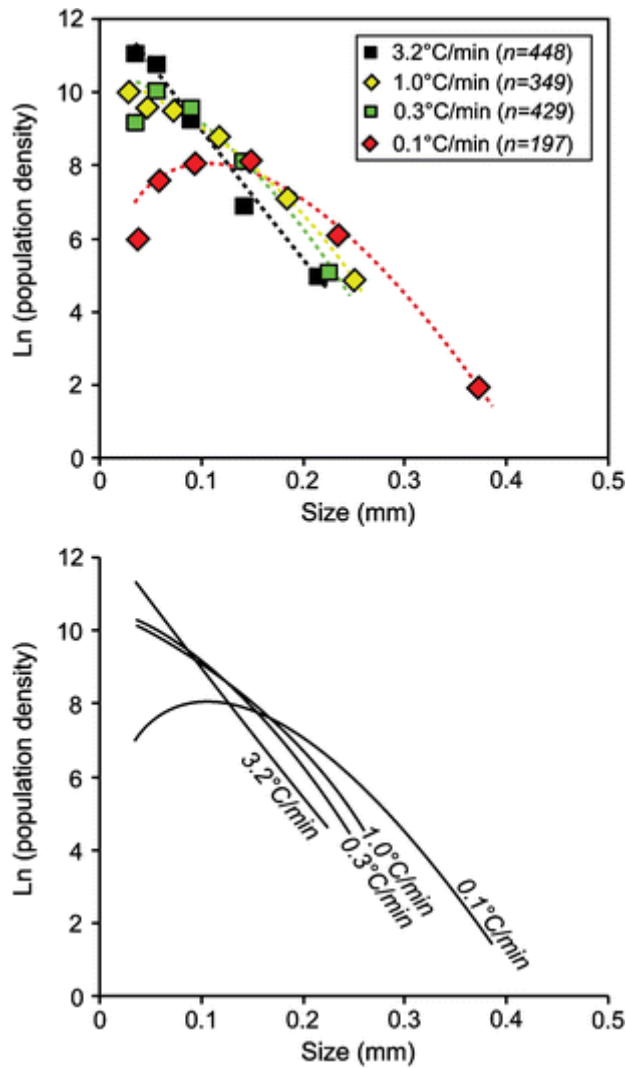 12
10
8
6
4
2
0
Ln (population density)
3.2°C/min (n=448)
1.0°C/min (n=349)
0.3°C/min (n=429)
0.1°C/min (n=197)
0 0.1 0.2 0.3 0.4 0.5
Size (mm)
12
10
8
6
4
2
0
Ln (population density)
3.2°C/min
1.0°C/min
0.3°C/min
0.1°C/min
0 0.1 0.2 0.3 0.4 0.5
Size (mm)